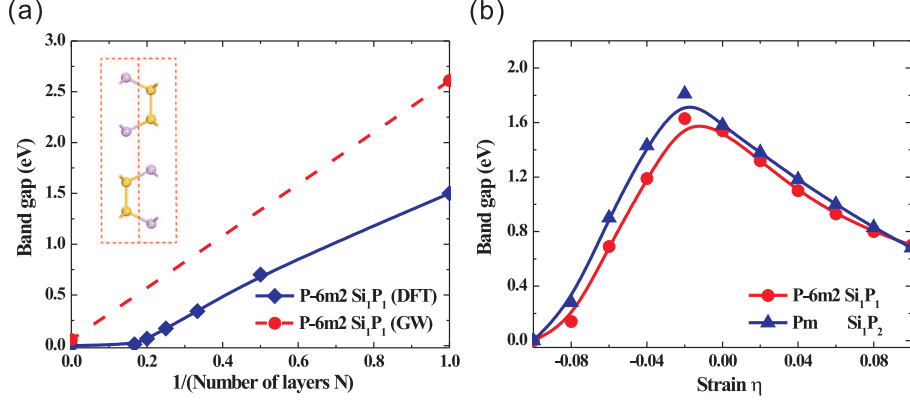 (a)
3.0
2.5
2.0
1.5
1.0
0.5
0.0
Band gap (eV)
0.0 0.2 0.4 0.6 0.8 1.0
1/(Number of layers N)
P-6m2 Si₁P₁ (DFT)
P-6m2 Si₁P₁ (GW)
(b)
2.0
1.6
1.2
0.8
0.4
0.0
Band gap (eV)
-0.08 -0.04 0.00 0.04 0.08
Strain η
P-6m2 Si₁P₁
Pm Si₁P₂